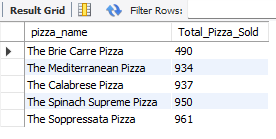 Result Grid Filter Rows:
pizza_name Total_Pizza_Sold
The Brie Carre Pizza 490
The Mediterranean Pizza 934
The Calabrese Pizza 937
The Spinach Supreme Pizza 950
The Soppressata Pizza 961